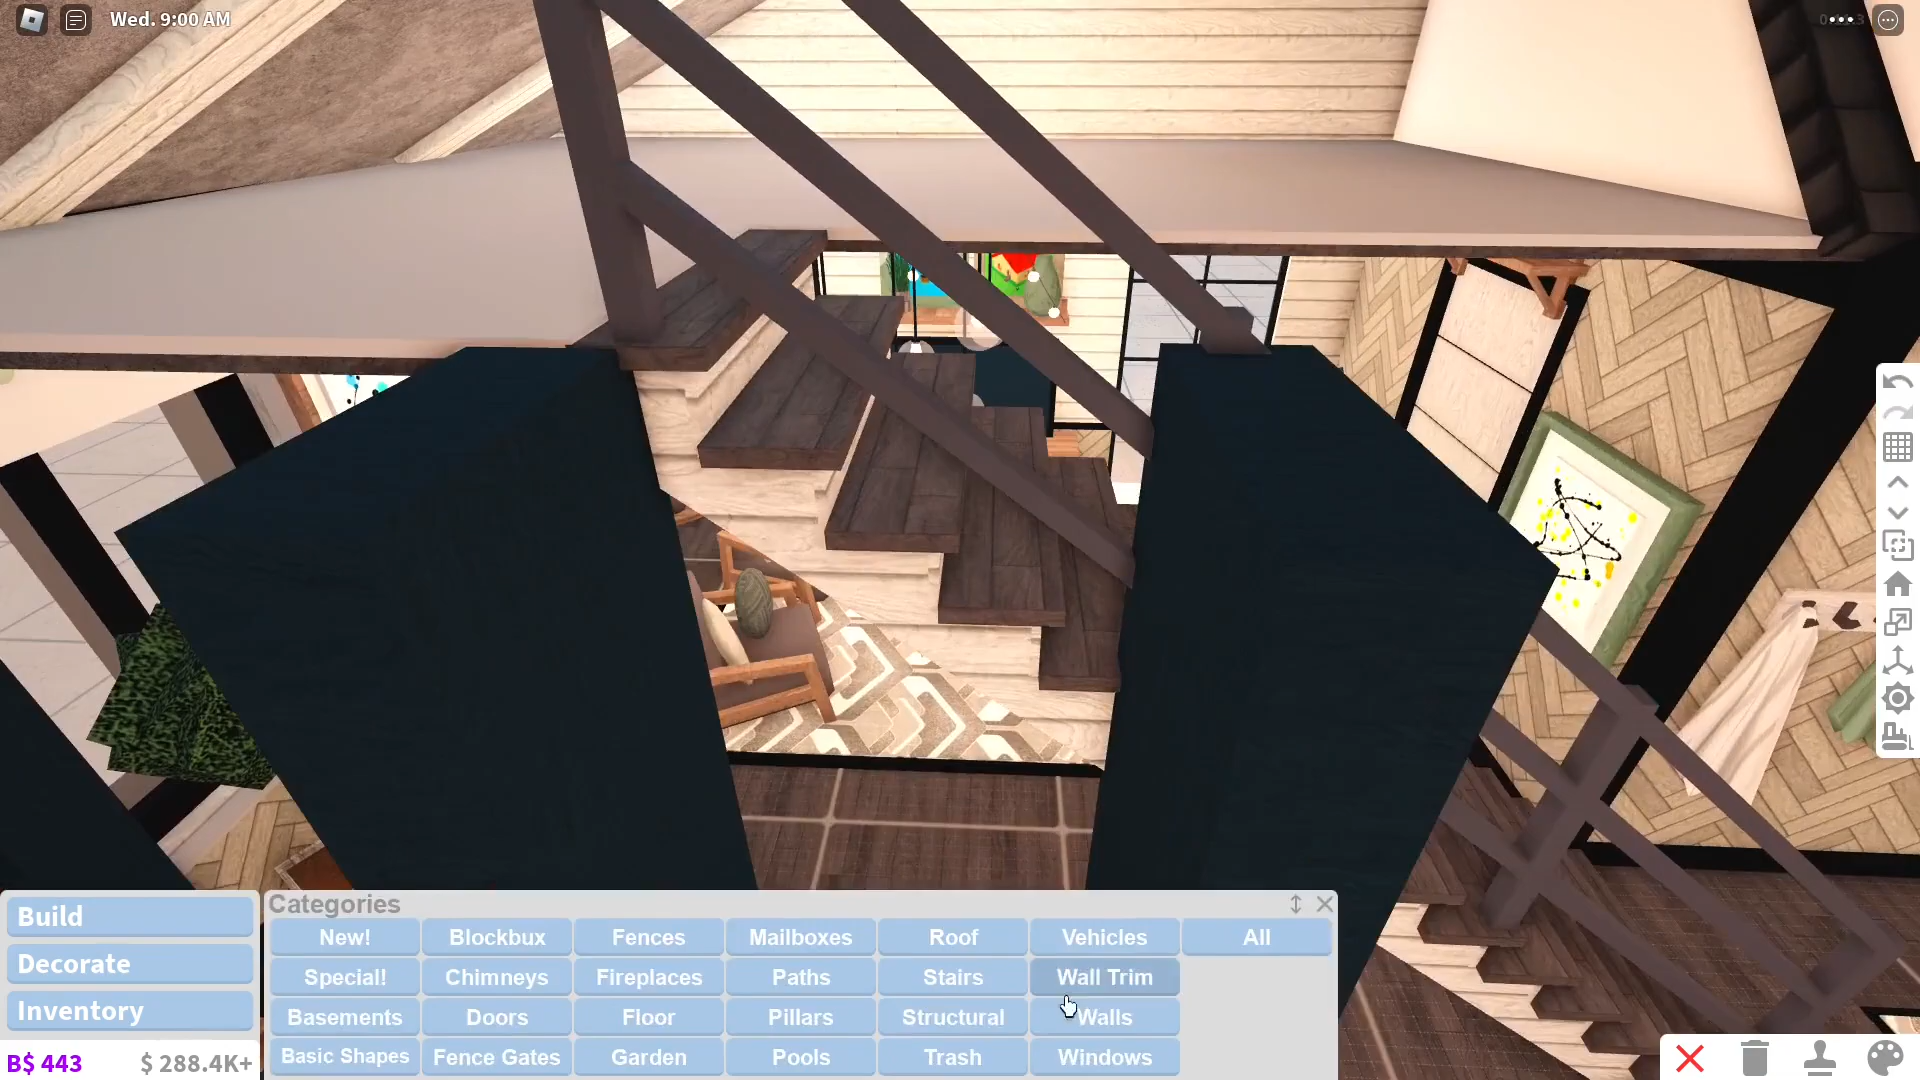 Wed. 9:00 AM
Build
Decorate
Inventory
B$ 443 $ 288.4K+
Categories
New! Blockbux Fences Mailboxes Roof Vehicles All
Special! Chimneys Fireplaces Paths Stairs Wall Trim
Basements Doors Floor Pillars Structural Walls
Basic Shapes Fence Gates Garden Pools Trash Windows